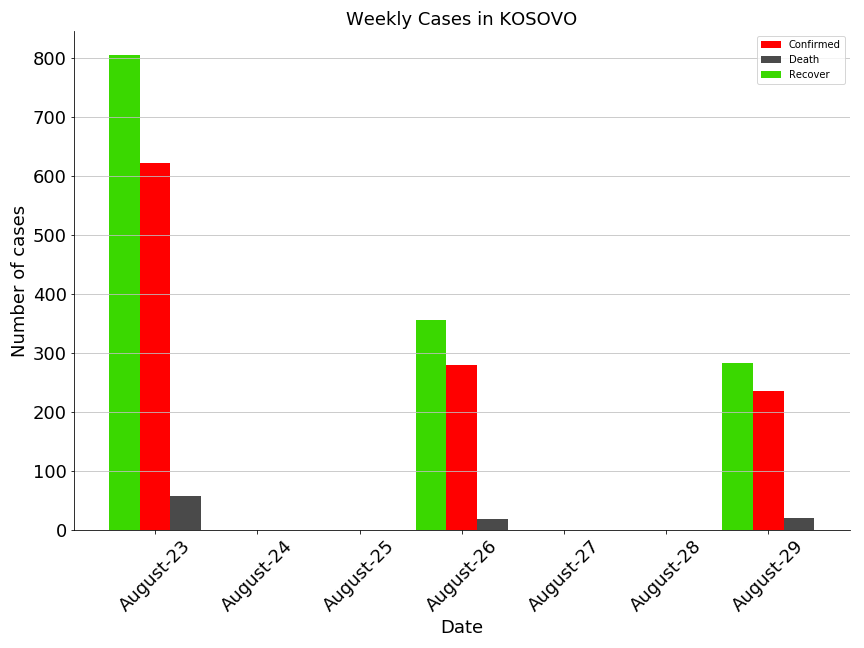 Weekly Cases in KOSOVO
Confirmed
Death
Recover
Number of cases
800
700
600
500
400
300
200
100
0
August-23
August-24
August-25
August-26
August-27
August-28
August-29
Date